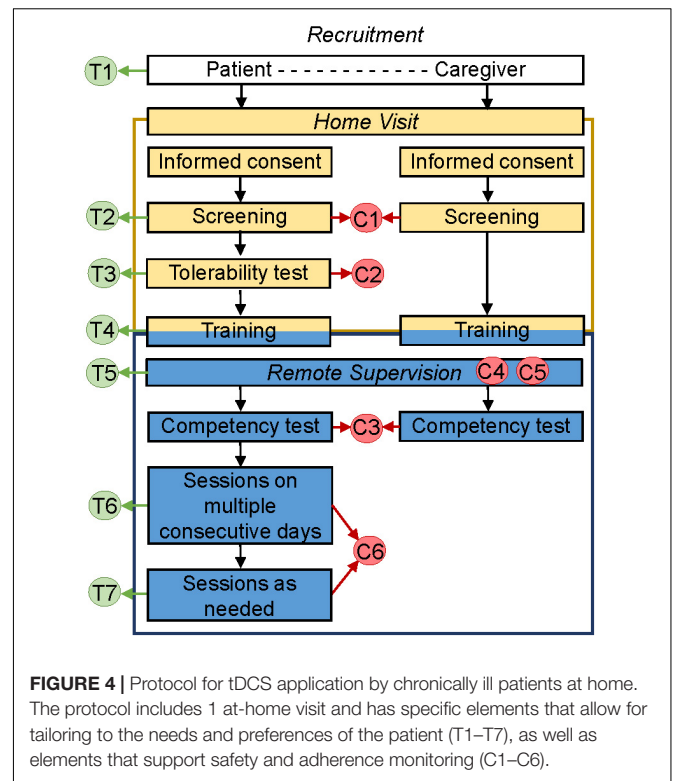 Recruitment
T1 Patient - - - - - - - - - - - - Caregiver
Home Visit
Informed consent Informed consent
T2 Screening C1 Screening
T3 Tolerability test C2
T4 Training Training
T5 Remote Supervision C4 C5
Competency test C3 Competency test
Sessions on
T6 multiple
consecutive days
C6
T7 Sessions as
needed
FIGURE 4 | Protocol for tDCS application by chronically ill patients at home.
The protocol includes 1 at-home visit and has specific elements that allow for
tailoring to the needs and preferences of the patient (T1–T7), as well as
elements that support safety and adherence monitoring (C1–C6).